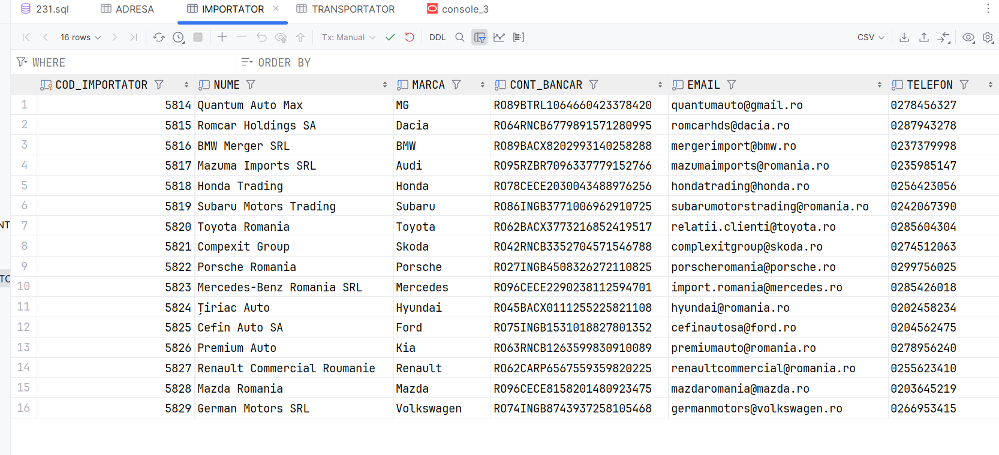 231.sql ADRESA IMPORTATOR TRANSPORTATOR console_3
16 rows Tx: Manual DDL CSV
WHERE ORDER BY
COD_IMPORTATOR NUME MARCA CONT_BANCAR EMAIL TELEFON
1 5814 Quantum Auto Max MG RO89BTRL1064660423378420 quantumauto@gmail.ro 0278456327
2 5815 Romcar Holdings SA Dacia RO64RNCB6779891571280995 romcarhds@dacia.ro 0287943278
3 5816 BMW Merger SRL BMW RO89BACX8202993140258288 mergerimport@bmw.ro 0237379998
4 5817 Mazuma Imports SRL Audi RO95RZBR7096337779152766 mazumaimports@romania.ro 0235985147
5 5818 Honda Trading Honda RO78CECE2030043488976256 hondatrading@honda.ro 0256423056
6 5819 Subaru Motors Trading Subaru RO86INGB3771006962910725 subarumotorstrading@romania.ro 0242067390
NT
7 5820 Toyota Romania Toyota RO62BACX3773216852419517 relatii.clienti@toyota.ro 0285604304
8 5821 Compexit Group Skoda RO42RNCB3352704571546788 complexitgroup@skoda.ro 0274512063
9 5822 Porsche Romania Porsche RO27INGB4508326272110825 porscheromania@porsche.ro 0299756025
TO
10 5823 Mercedes-Benz Romania SRL Mercedes RO96CECE2290238112594701 import.romania@mercedes.ro 0285426018
11 5824 Țiriac Auto Hyundai RO45BACX0111255225821108 hyundai@romania.ro 0202458234
12 5825 Cefin Auto SA Ford RO75INGB1531018827801352 cefinautosa@ford.ro 0204562475
13 5826 Premium Auto Kia RO63RNCB1263599830910089 premiumauto@romania.ro 0278956240
14 5827 Renault Commercial Roumanie Renault RO62CARP6567559359820225 renaultcommercial@romania.ro 0255623410
15 5828 Mazda Romania Mazda RO96CECE8158201480923475 mazdaromania@mazda.ro 0203645219
16 5829 German Motors SRL Volkswagen RO74INGB8743937258105468 germanmotors@volkswagen.ro 0266953415